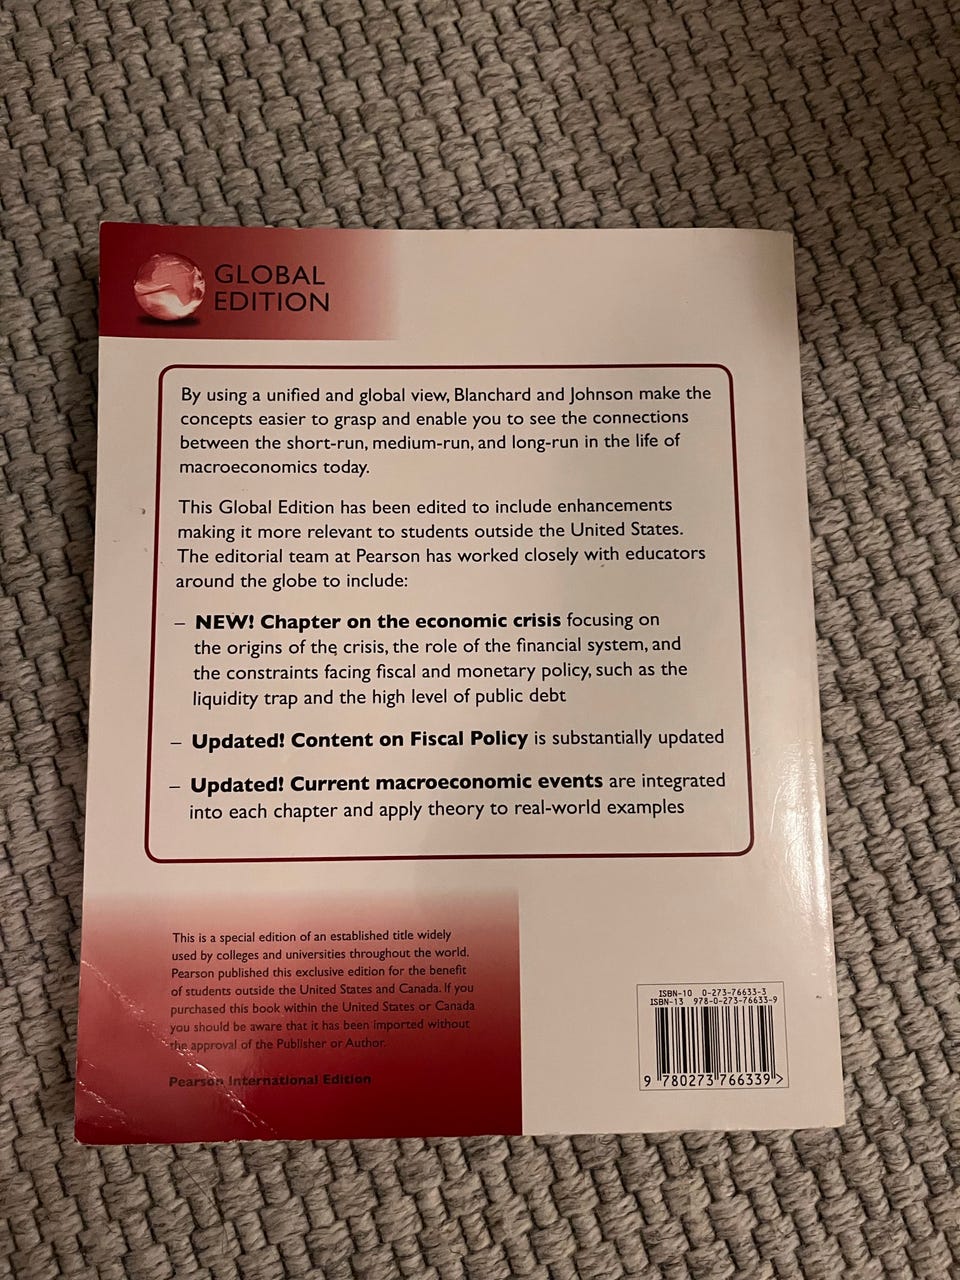 GLOBAL
EDITION
By using a unified and global view, Blanchard and Johnson make the
concepts easier to grasp and enable you to see the connections
between the short-run, medium-run, and long-run in the life of
macroeconomics today.
This Global Edition has been edited to include enhancements
making it more relevant to students outside the United States.
The editorial team at Pearson has worked closely with educators
around the globe to include:
– NEW! Chapter on the economic crisis focusing on
the origins of the crisis, the role of the financial system, and
the constraints facing fiscal and monetary policy, such as the
liquidity trap and the high level of public debt
– Updated! Content on Fiscal Policy is substantially updated
– Updated! Current macroeconomic events are integrated
into each chapter and apply theory to real-world examples
This is a special edition of an established title widely
used by colleges and universities throughout the world.
Pearson published this exclusive edition for the benefit
of students outside the United States and Canada. If you
purchased this book within the United States or Canada
you should be aware that it has been imported without
the approval of the Publisher or Author.
Pearson International Edition
ISBN-10 0-273-76633-3
ISBN-13 978-0-273-76633-9
9 780273 766339 >